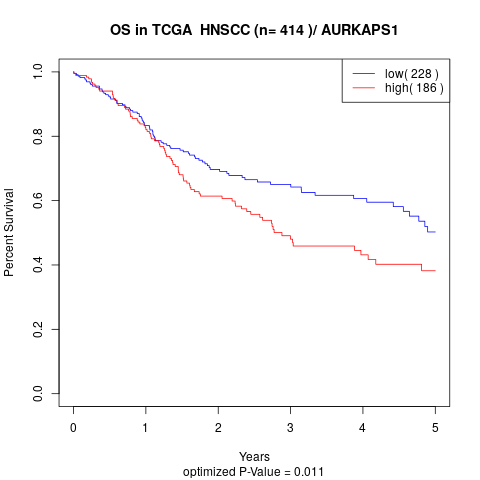 OS in TCGA  HNSCC (n= 414 )/ AURKAPS1
low( 228 )
high( 186 )
1.0
0.8
0.6
0.4
0.2
0.0
Percent Survival
0 1 2 3 4 5
Years
optimized P-Value = 0.011